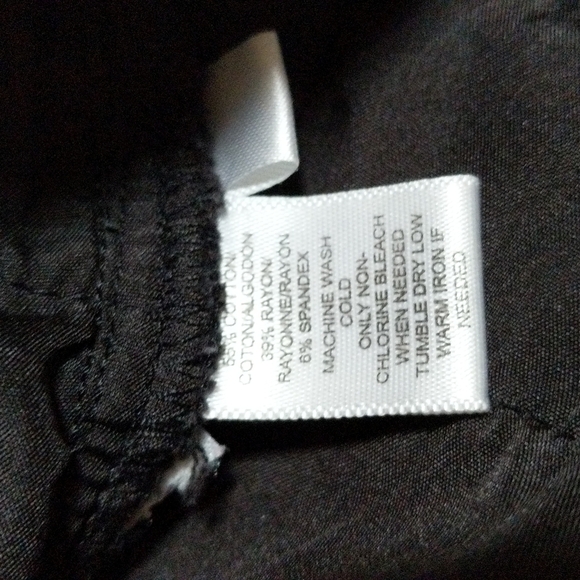 55% COTTON/
COTON/ALGODON
39% RAYON/
RAYONNE/RAYON
6% SPANDEX
MACHINE WASH
COLD
ONLY NON-
CHLORINE BLEACH
WHEN NEEDED
TUMBLE DRY LOW
WARM IRON IF
NEEDED